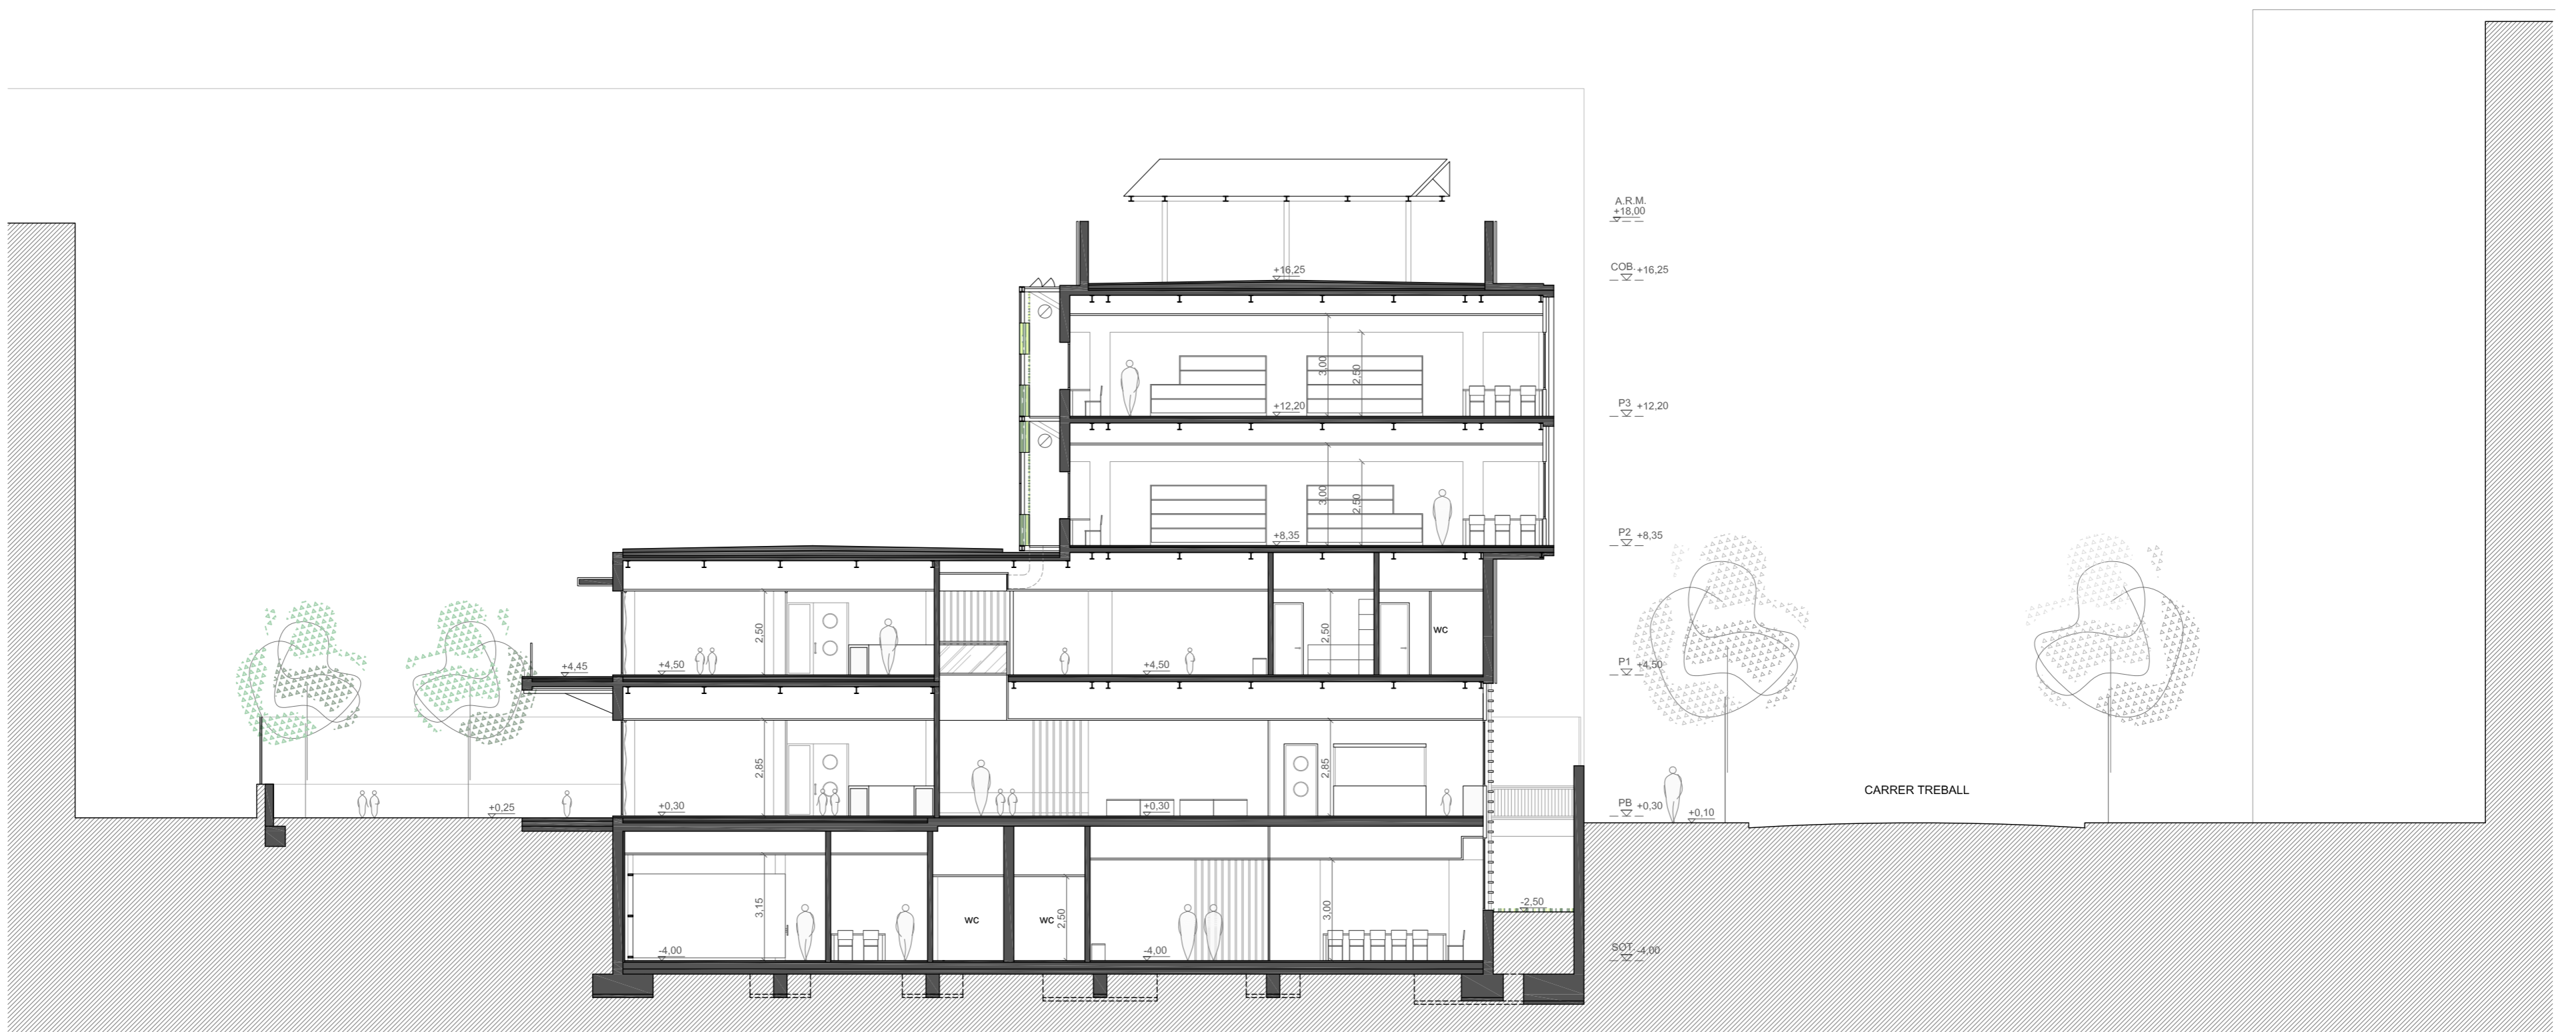 A.R.M.
+18,00
+16,25
COB. +16,25
3,00
2,50
+12,20
P3 +12,20
3,00
2,50
+8,35
P2 +8,35
2,50
2,50
WC
+4,45
+4,50
+4,50
P1 +4,50
2,85
2,85
CARRER TREBALL
+0,25
+0,30
+0,30
PB +0,30
+0,10
3,15
WC
WC
2,50
3,00
-2,50
-4,00
-4,00
SOT. -4,00